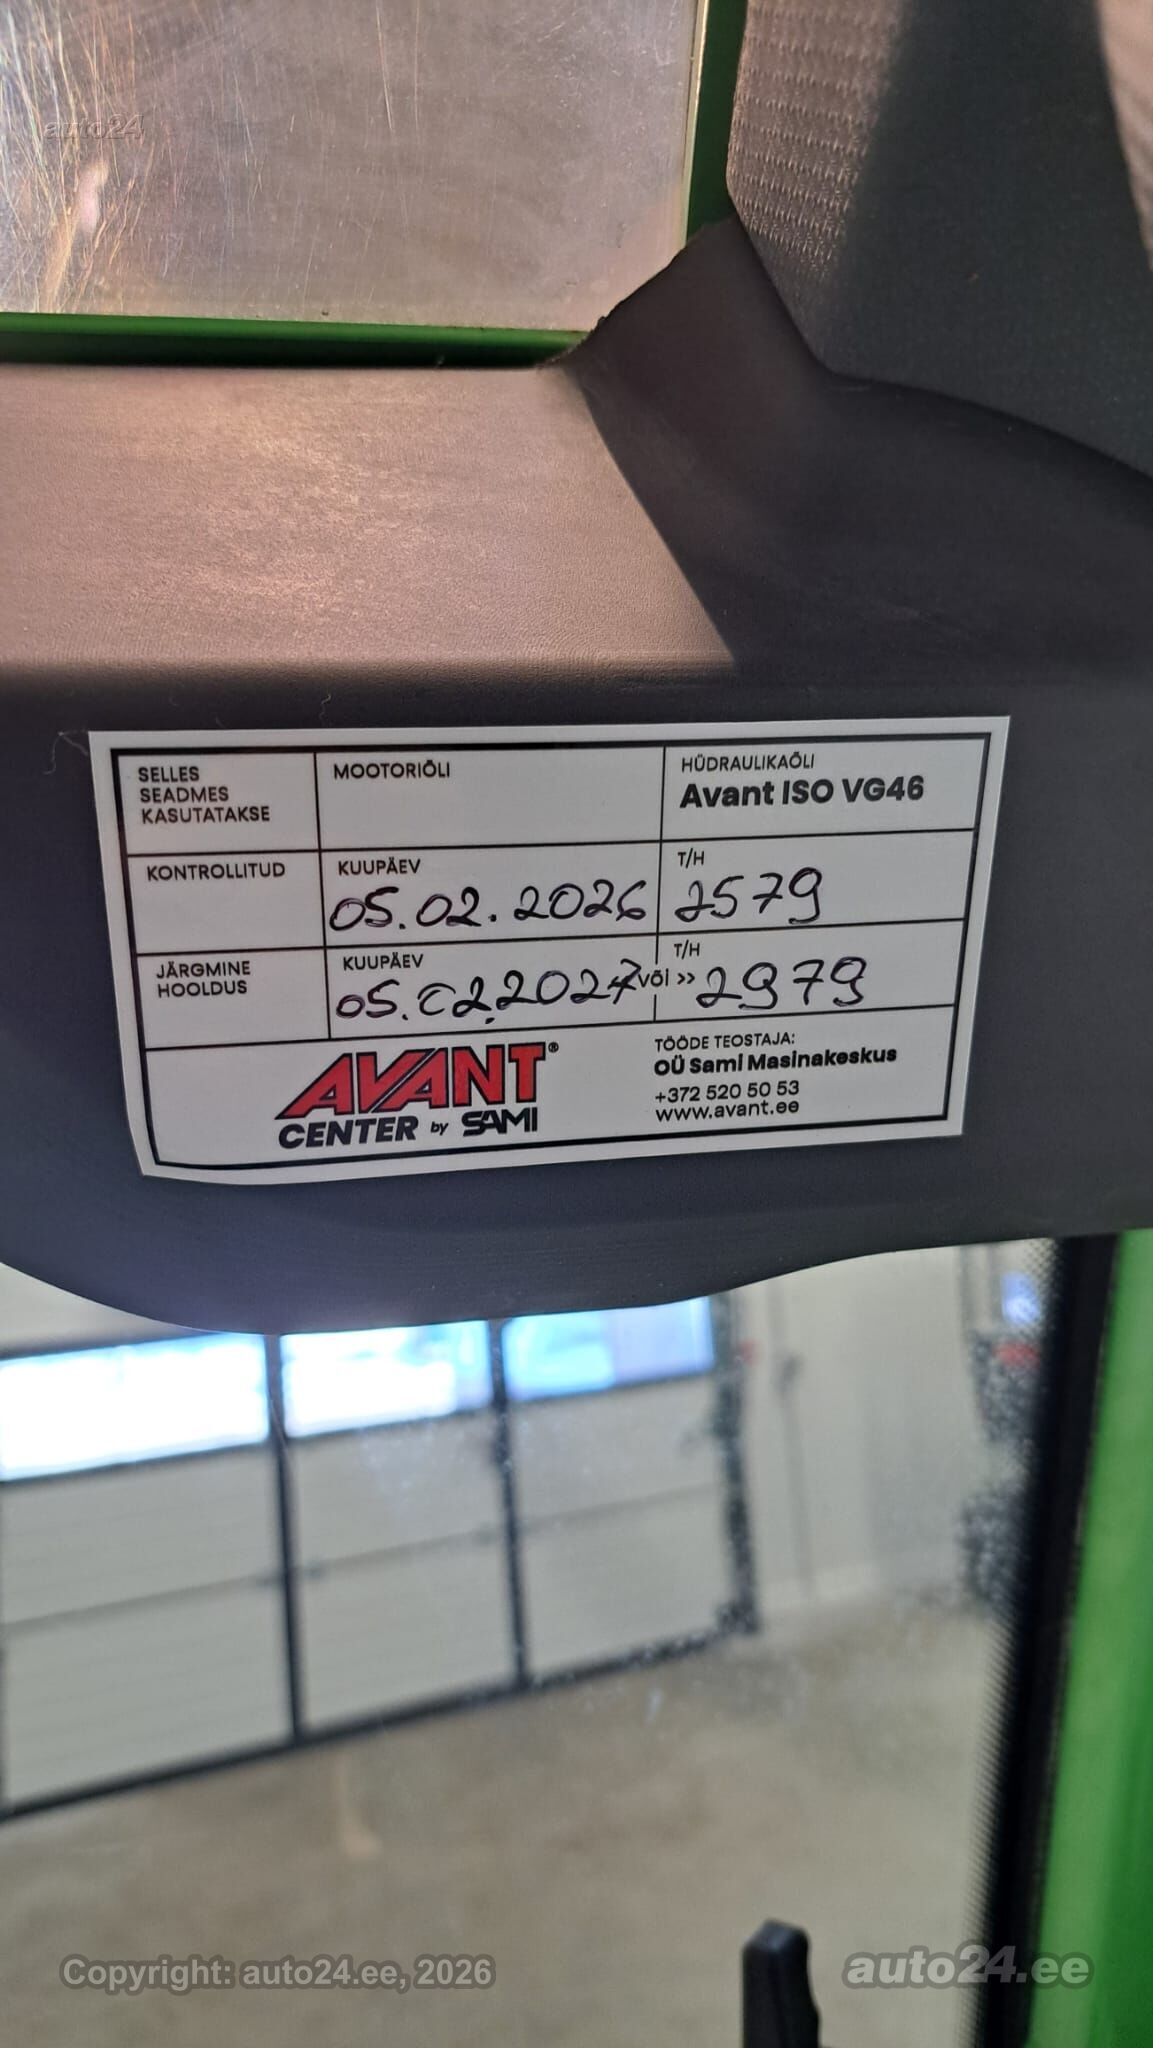 auto24
SELLES
SEADMES
KASUTATAKSE
MOOTORIÕLI
HÜDRAULIKAÕLI
Avant ISO VG46
KONTROLLITUD
KUUPÄEV
05.02.2026
T/H
2579
JÄRGMINE
HOOLDUS
KUUPÄEV
05.02.2027
või >>
T/H
2979
AVANT®
CENTER by SAMI
TÖÖDE TEOSTAJA:
OÜ Sami Masinakeskus
+372 520 50 53
www.avant.ee
Copyright: auto24.ee, 2026
auto24.ee